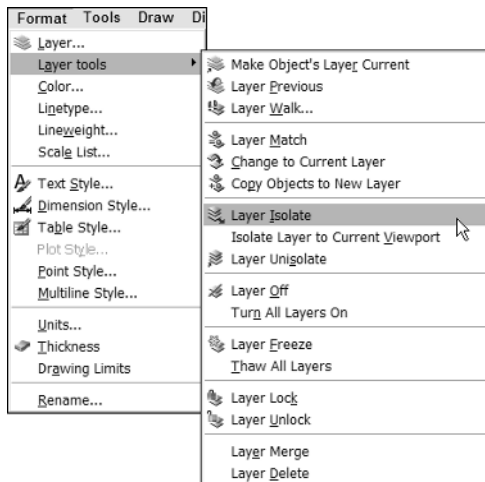 Format Tools Draw Di
Layer...
Layer tools
Color...
Linetype...
Lineweight...
Scale List...
Text Style...
Dimension Style...
Table Style...
Plot Style...
Point Style...
Multiline Style...
Units...
Thickness
Drawing Limits
Rename...
Make Object's Layer Current
Layer Previous
Layer Walk...
Layer Match
Change to Current Layer
Copy Objects to New Layer
Layer Isolate
Isolate Layer to Current Viewport
Layer Unisolate
Layer Off
Turn All Layers On
Layer Freeze
Thaw All Layers
Layer Lock
Layer Unlock
Layer Merge
Layer Delete